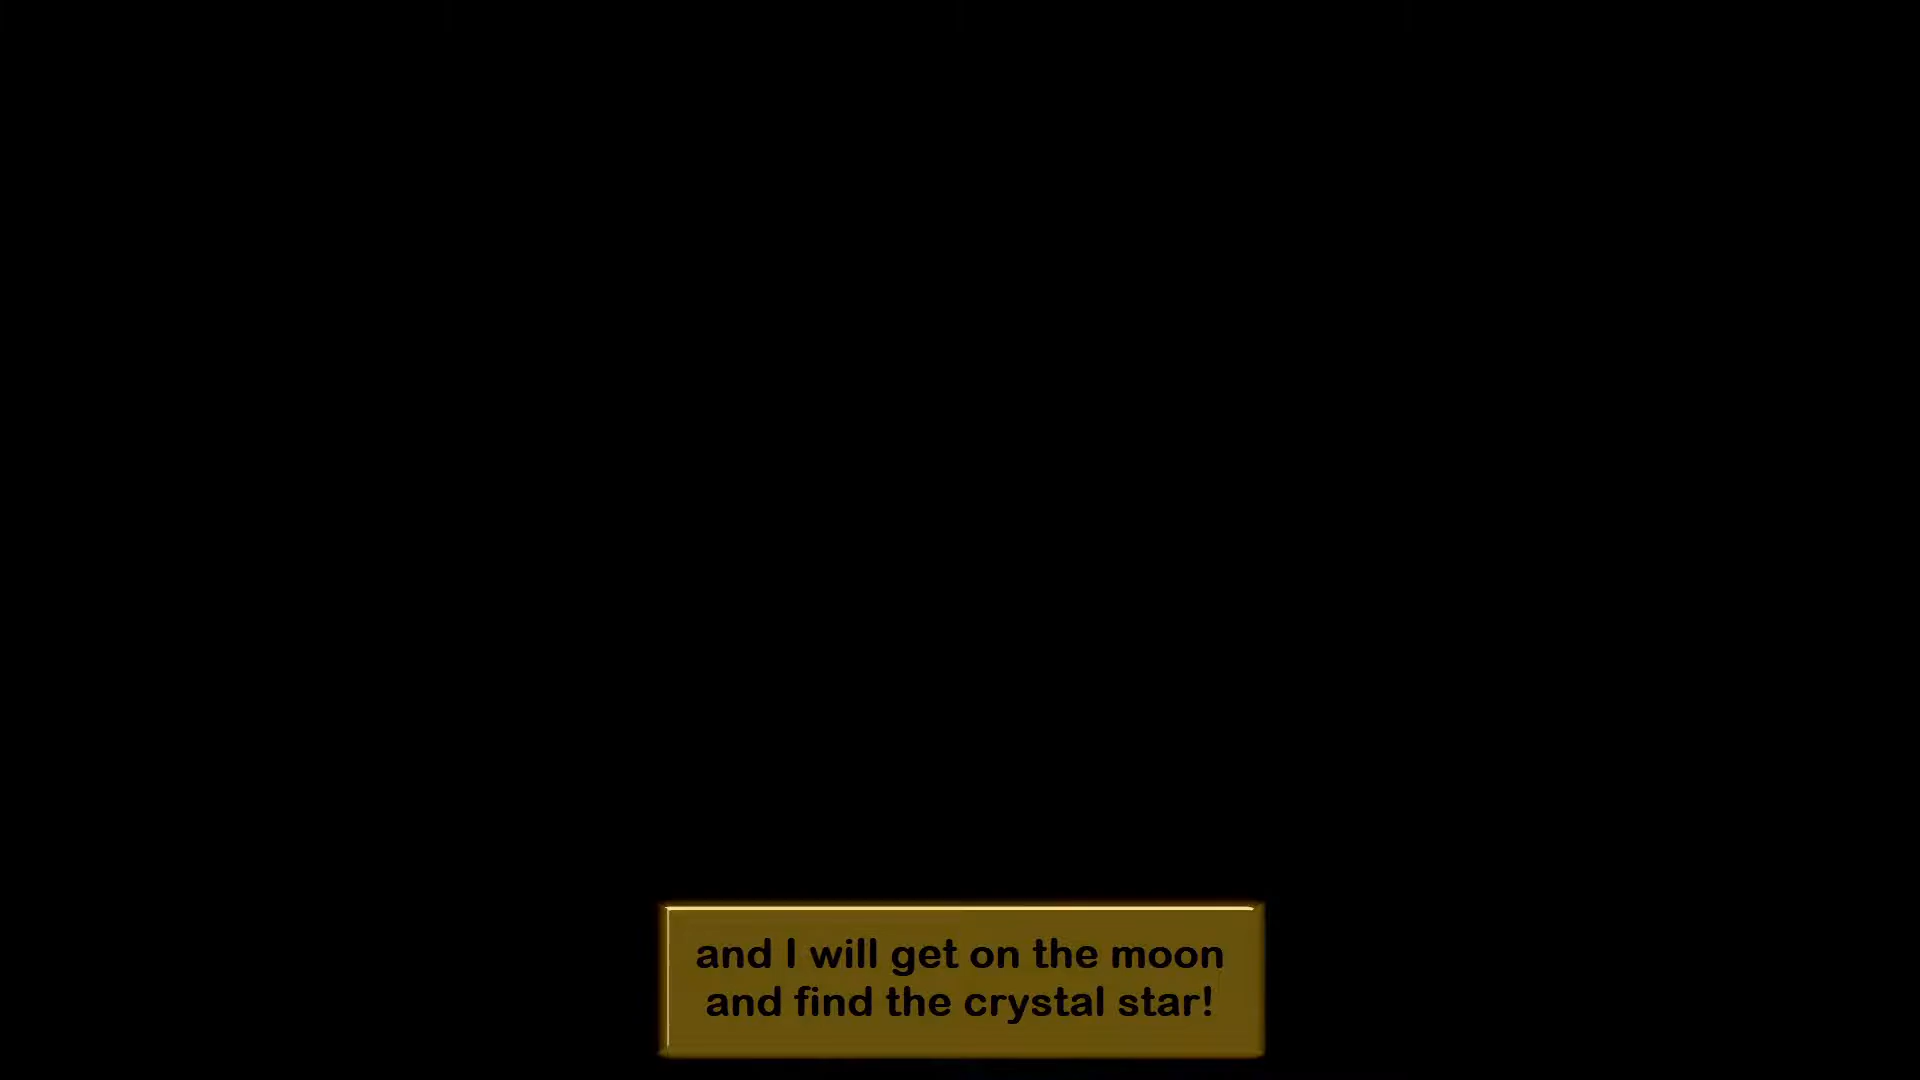 and I will get on the moon
and find the crystal star!